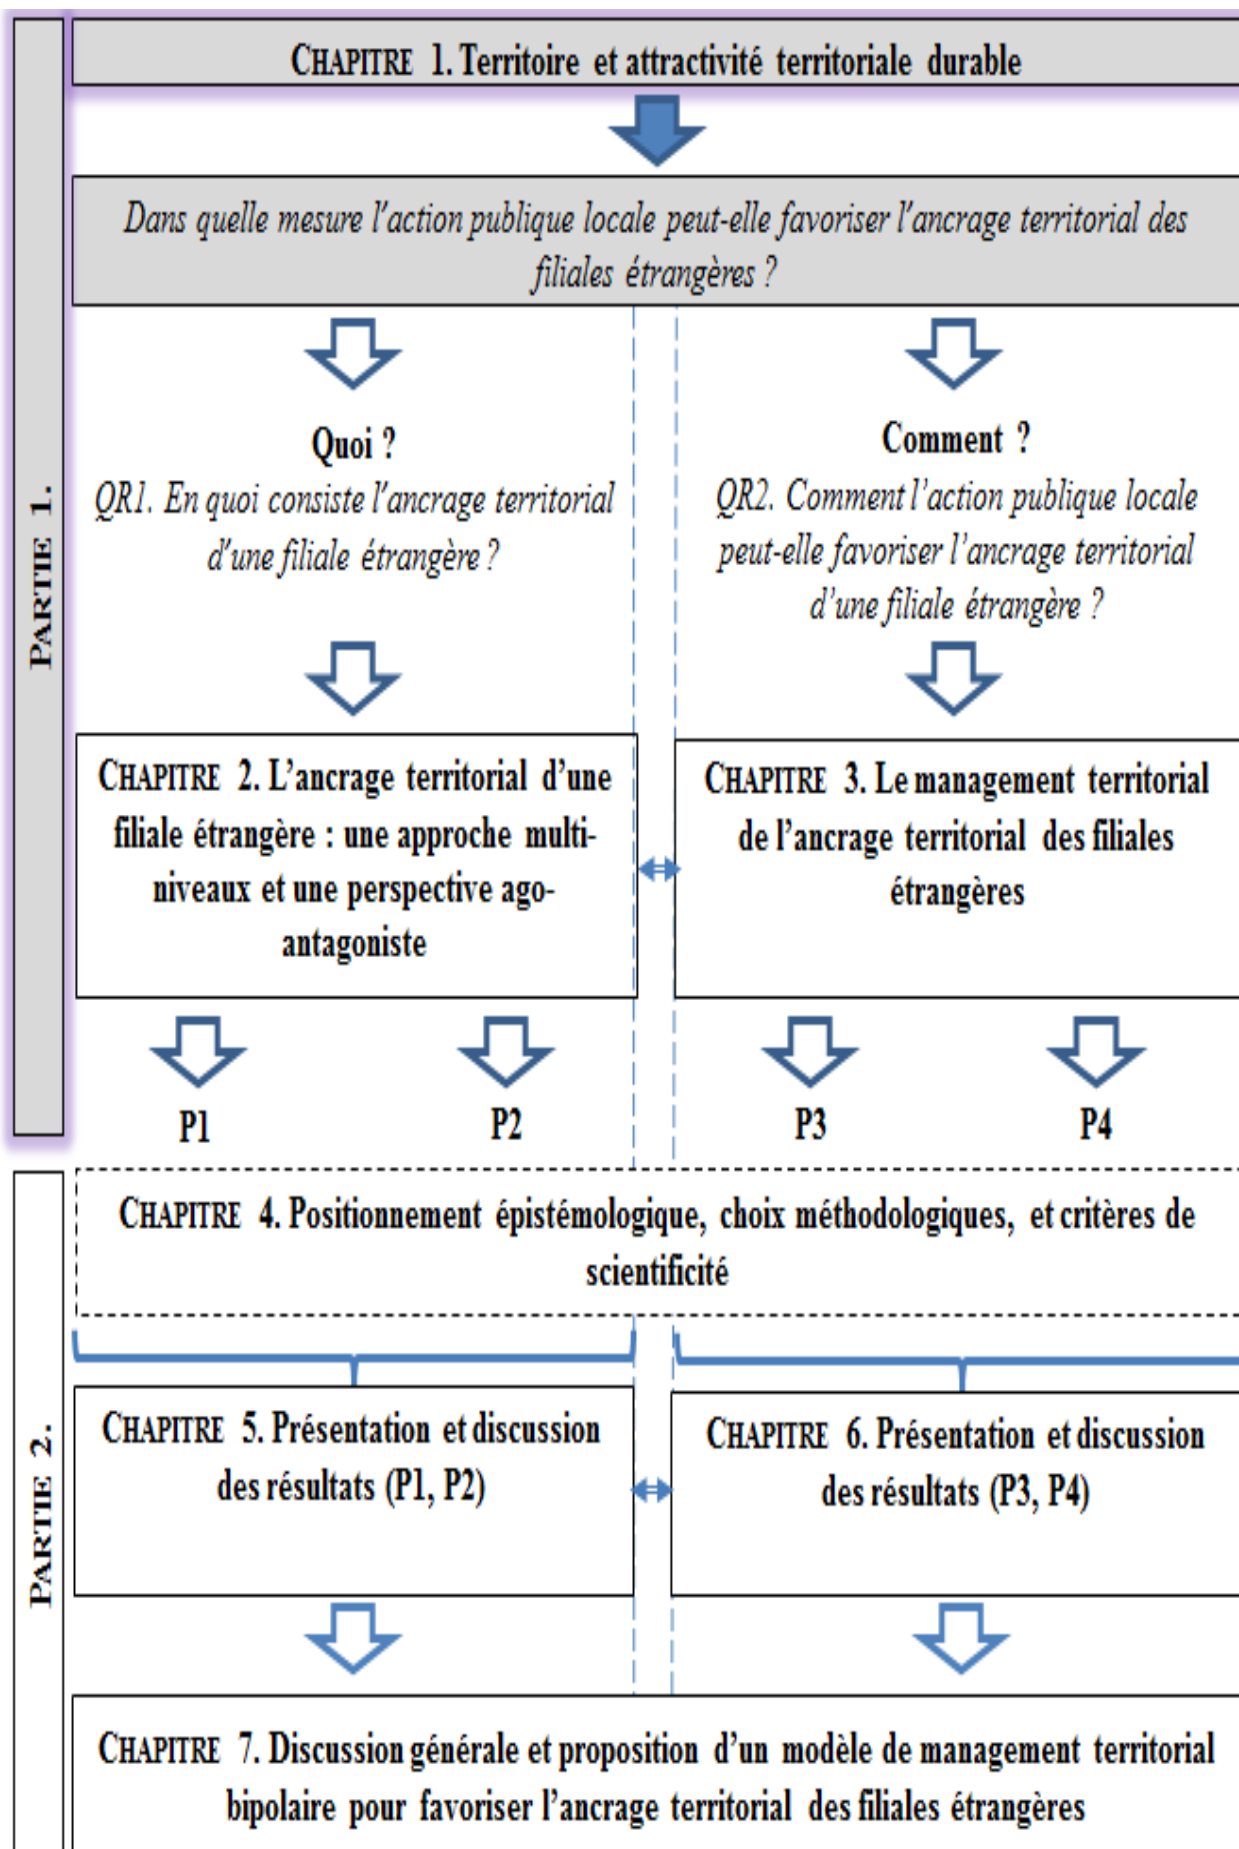 CHAPITRE 1. Territoire et attractivité territoriale durable
Dans quelle mesure l'action publique locale peut-elle favoriser l'ancrage territorial des
filiales étrangères ?
PARTIE 1.
Quoi ?
QR1. En quoi consiste l'ancrage territorial
d'une filiale étrangère ?
Comment ?
QR2. Comment l'action publique locale
peut-elle favoriser l'ancrage territorial
d'une filiale étrangère ?
CHAPITRE 2. L'ancrage territorial d'une
filiale étrangère : une approche multi-
niveaux et une perspective ago-
antagoniste
CHAPITRE 3. Le management territorial
de l'ancrage territorial des filiales
étrangères
P1
P2
P3
P4
PARTIE 2.
CHAPITRE 4. Positionnement épistémologique, choix méthodologiques, et critères de
scientificité
CHAPITRE 5. Présentation et discussion
des résultats (P1, P2)
CHAPITRE 6. Présentation et discussion
des résultats (P3, P4)
CHAPITRE 7. Discussion générale et proposition d'un modèle de management territorial
bipolaire pour favoriser l'ancrage territorial des filiales étrangères